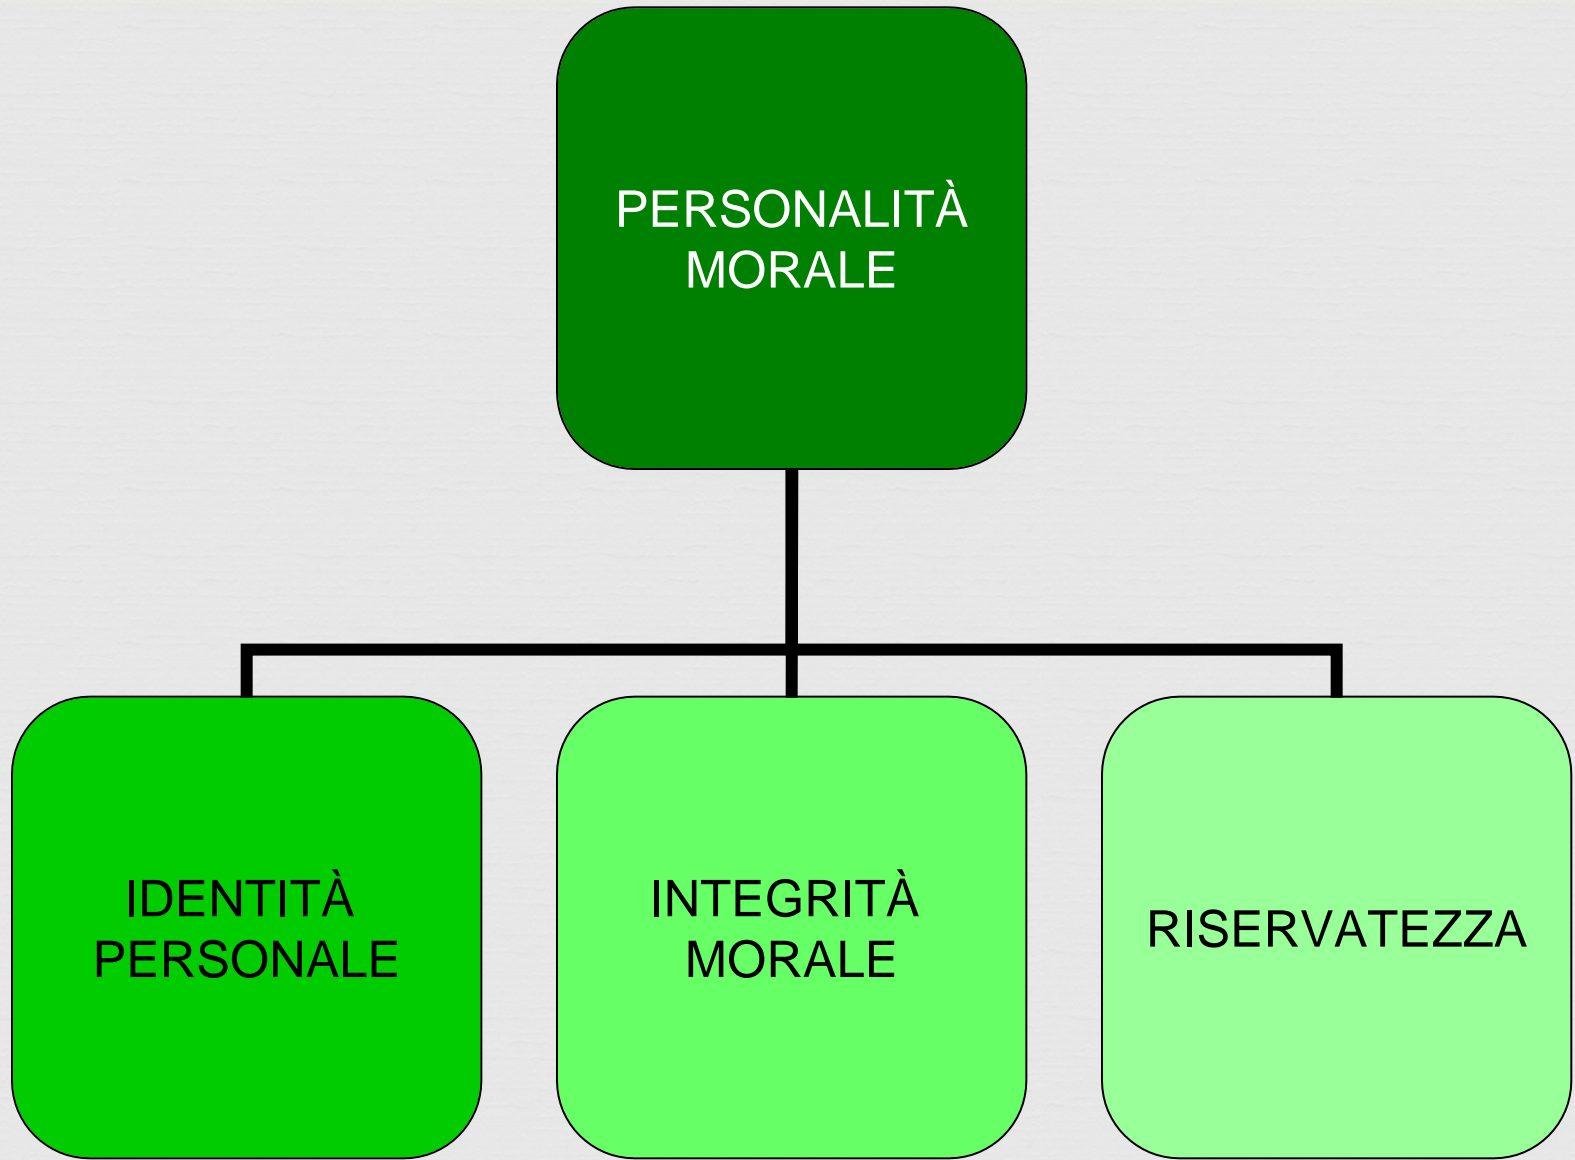 PERSONALITÀ
MORALE
IDENTITÀ
PERSONALE
INTEGRITÀ
MORALE
RISERVATEZZA